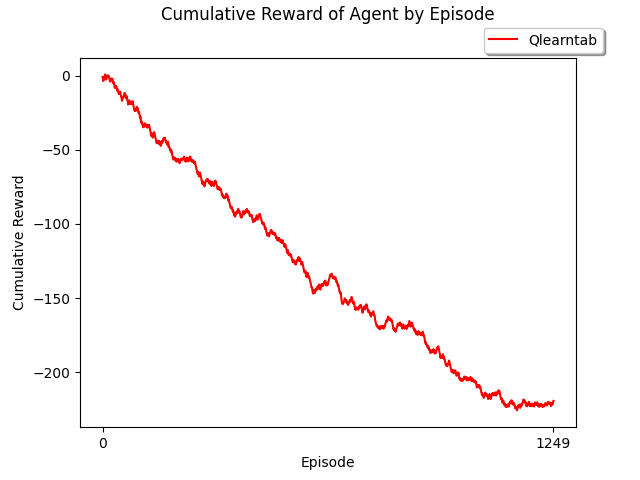 Cumulative Reward of Agent by Episode
Qlearntab
0
−50
−100
−150
−200
Cumulative Reward
0
1249
Episode